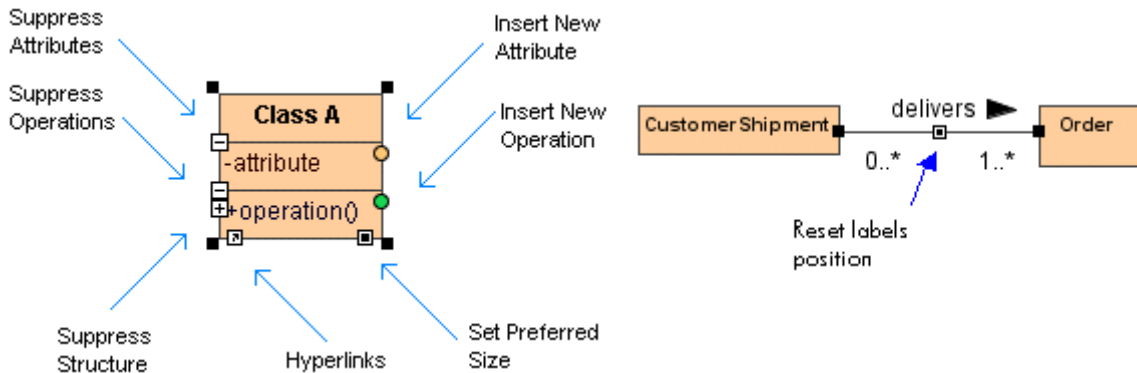 Suppress
Attributes
Insert New
Attribute
Suppress
Operations
Insert New
Operation
Class A
-attribute
+operation()
Suppress
Structure
Hyperlinks
Set Preferred
Size
CustomerShipment
delivers
Order
0..*
1..*
Reset labels
position